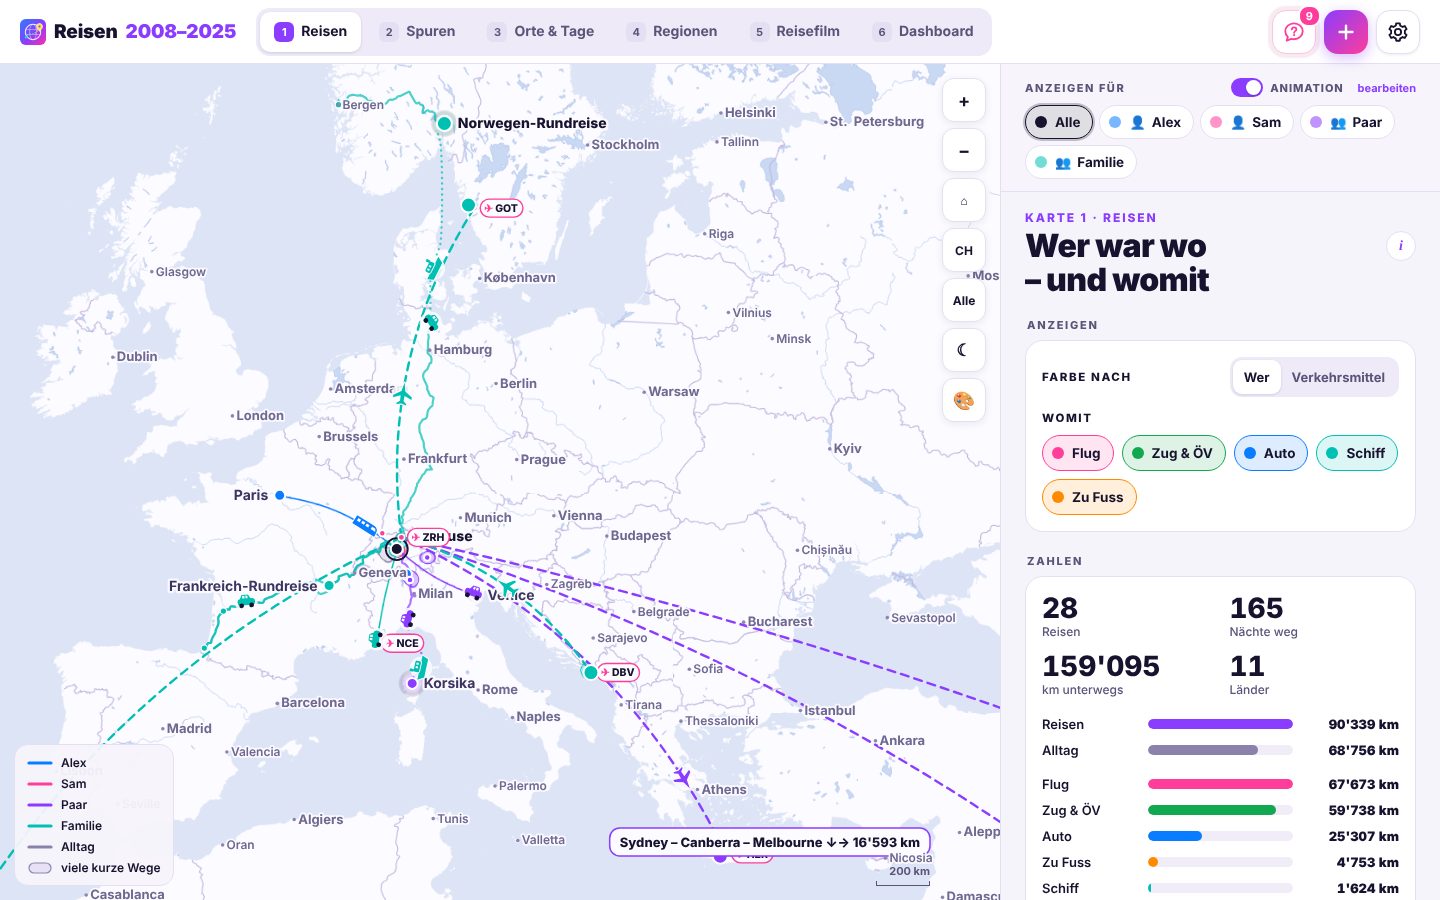 Reisen 2008–2025
1 Reisen
2 Spuren
3 Orte & Tage
4 Regionen
5 Reisefilm
6 Dashboard
9
+
Bergen
Norwegen-Rundreise
Helsinki
St. Petersburg
Stockholm
Tallinn
GOT
Riga
Glasgow
København
Mos
Vilnius
Minsk
Dublin
Hamburg
Berlin
Amsterda
Warsaw
London
Brussels
Kyiv
Frankfurt
Prague
Paris
Munich
Vienna
ZRH
use
Budapest
Chișinău
Geneva
Frankreich-Rundreise
Milan
Venice
Zagreb
Belgrade
Bucharest
Sevastopol
NCE
Sarajevo
DBV
Sofia
Korsika
Rome
Tirana
Barcelona
Istanbul
Naples
Thessaloniki
Madrid
Ankara
Valencia
Palermo
Athens
Seville
Algiers
Tunis
Alepp
Oran
Valletta
Sydney – Canberra – Melbourne ↓→ 16'593 km
Nicosia
200 km
Casablanca
Damasc
+
−
⌂
CH
Alle
Alex
Sam
Paar
Familie
Alltag
viele kurze Wege
ANZEIGEN FÜR
ANIMATION bearbeiten
Alle
Alex
Sam
Paar
Familie
KARTE 1 · REISEN
Wer war wo
– und womit
i
ANZEIGEN
FARBE NACH
Wer Verkehrsmittel
WOMIT
Flug
Zug & ÖV
Auto
Schiff
Zu Fuss
ZAHLEN
28
Reisen
165
Nächte weg
159'095
km unterwegs
11
Länder
Reisen 90'339 km
Alltag 68'756 km
Flug 67'673 km
Zug & ÖV 59'738 km
Auto 25'307 km
Zu Fuss 4'753 km
Schiff 1'624 km